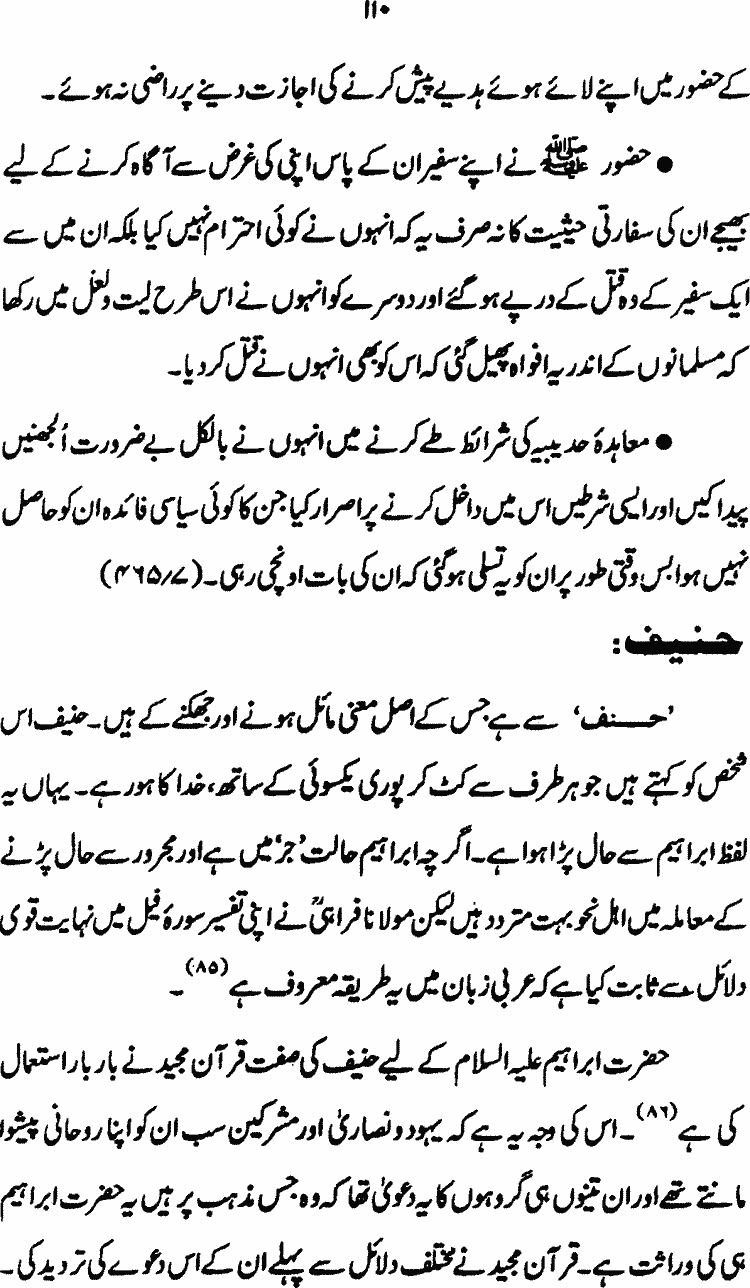 ۱۱۰
کے حضور میں اپنے لائے ہوئے ہدیے پیش کرنے کی اجازت دینے پر راضی نہ ہوئے۔
● حضور ﷺ نے اپنے سفیر ان کے پاس اپنی کی غرض سے آگاہ کرنے کے لیے
بھیجے ان کی سفارتی حیثیت کا نہ صرف یہ کہ انہوں نے کوئی احترام نہیں کیا بلکہ ان میں سے
ایک سفیر کے وہ قتل کے درپے ہو گئے اور دوسرے کو انہوں نے اس طرح لیت و لعل میں رکھا
کہ مسلمانوں کے اندر یہ افواہ پھیل گئی کہ اس کو بھی انہوں نے قتل کر دیا۔
● معاہدۂ حدیبیہ کی شرائط طے کرنے میں انہوں نے بالکل بے ضرورت اُلجھنیں
پیدا کیں اور ایسی شرطیں اس میں داخل کرنے پر اصرار کیا جن کا کوئی سیاسی فائدہ ان کو حاصل
نہیں ہوا بس وقتی طور پر ان کو یہ تسلی ہو گئی کہ ان کی بات اونچی رہی۔ (۴۶۵/۷)
حنیف:
’حنف‘ سے ہے جس کے اصل معنی مائل ہونے اور جھکنے کے ہیں۔ حنیف اس
شخص کو کہتے ہیں جو ہر طرف سے کٹ کر پوری یکسوئی کے ساتھ، خدا کا ہو رہے۔ یہاں یہ
لفظ ابراہیم سے حال پڑا ہوا ہے۔ اگرچہ ابراہیم حالت ’جر‘ میں ہے اور مجرور سے حال پڑنے
کے معاملہ میں اہل نحو بہت متردد ہیں لیکن مولانا فراہیؒ نے اپنی تفسیر سورۂ فیل میں نہایت قوی
دلائل سے ثابت کیا ہے کہ عربی زبان میں یہ طریقہ معروف ہے (۸۵)۔
حضرت ابراہیم علیہ السلام کے لیے حنیف کی صفت قرآن مجید نے بار بار استعمال
کی ہے (۸۶)۔ اس کی وجہ یہ ہے کہ یہود و نصاریٰ اور مشرکین سب ان کو اپنا روحانی پیشوا
مانتے تھے اور ان تینوں ہی گروہوں کا یہ دعویٰ تھا کہ وہ جس مذہب پر ہیں یہ حضرت ابراہیم
ہی کی وراثت ہے۔ قرآن مجید نے مختلف دلائل سے پہلے ان کے اس دعوے کی تردید کی۔